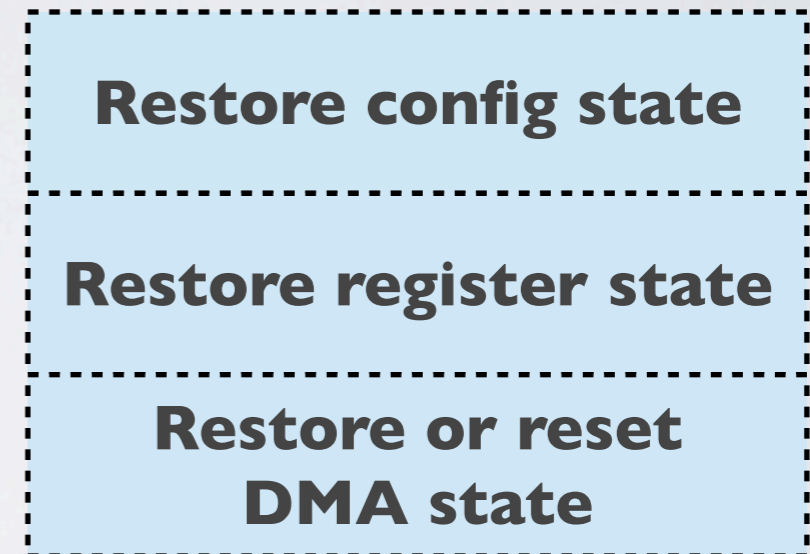 Restore config state
Restore register state
Restore or reset
DMA state